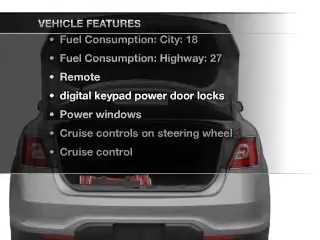 VEHICLE FEATURES
• Fuel Consumption: City: 18
• Fuel Consumption: Highway: 27
• Remote
• digital keypad power door locks
• Power windows
• Cruise controls on steering wheel
• Cruise control